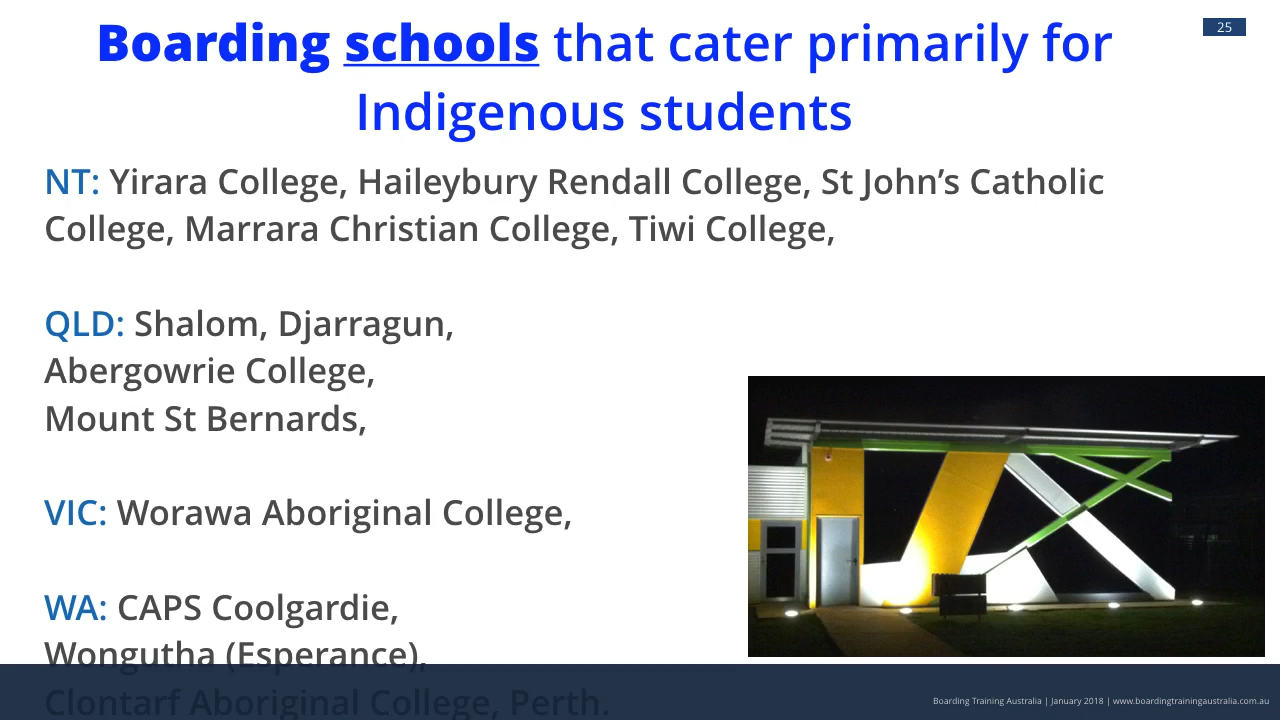 25
Boarding schools that cater primarily for
Indigenous students
NT: Yirara College, Haileybury Rendall College, St John’s Catholic
College, Marrara Christian College, Tiwi College,
QLD: Shalom, Djarragun,
Abergowrie College,
Mount St Bernards,
VIC: Worawa Aboriginal College,
WA: CAPS Coolgardie,
Wongutha (Esperance),
Clontarf Aboriginal College, Perth.
Boarding Training Australia | January 2018 | www.boardingtrainingaustralia.com.au